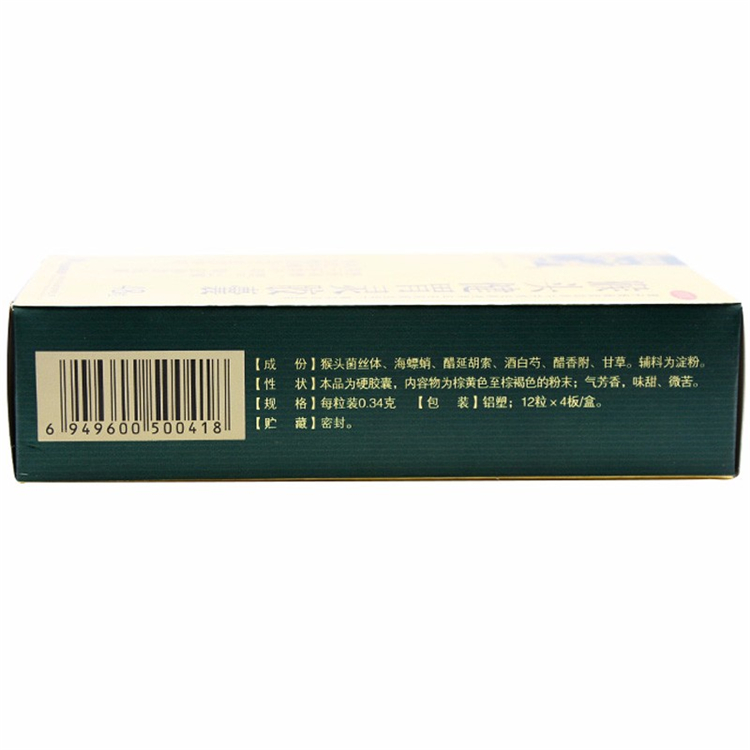 【成　份】猴头菌丝体、海螵蛸、醋延胡索、酒白芍、醋香附、甘草。辅料为淀粉。
【性　状】本品为硬胶囊，内容物为棕黄色至棕褐色的粉末；气芳香，味甜、微苦。
【规　格】每粒装0.34克　【包　装】铝塑；12粒×4板/盒。
【贮　藏】密封。
6 949600 500418